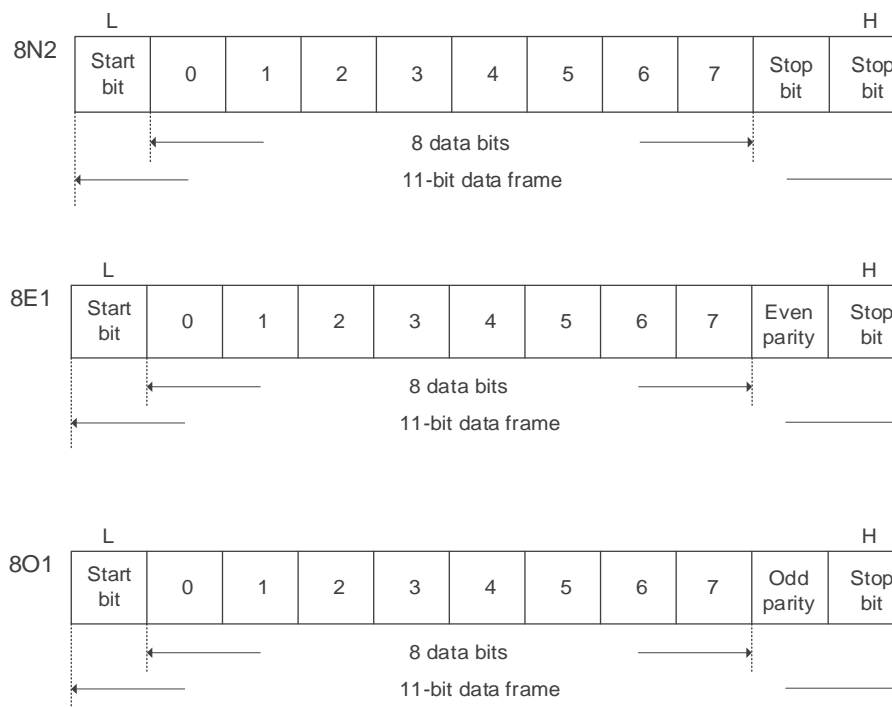 L H
8N2 Start bit 0 1 2 3 4 5 6 7 Stop bit Stop bit
8 data bits
11-bit data frame
L H
8E1 Start bit 0 1 2 3 4 5 6 7 Even parity Stop bit
8 data bits
11-bit data frame
L H
8O1 Start bit 0 1 2 3 4 5 6 7 Odd parity Stop bit
8 data bits
11-bit data frame